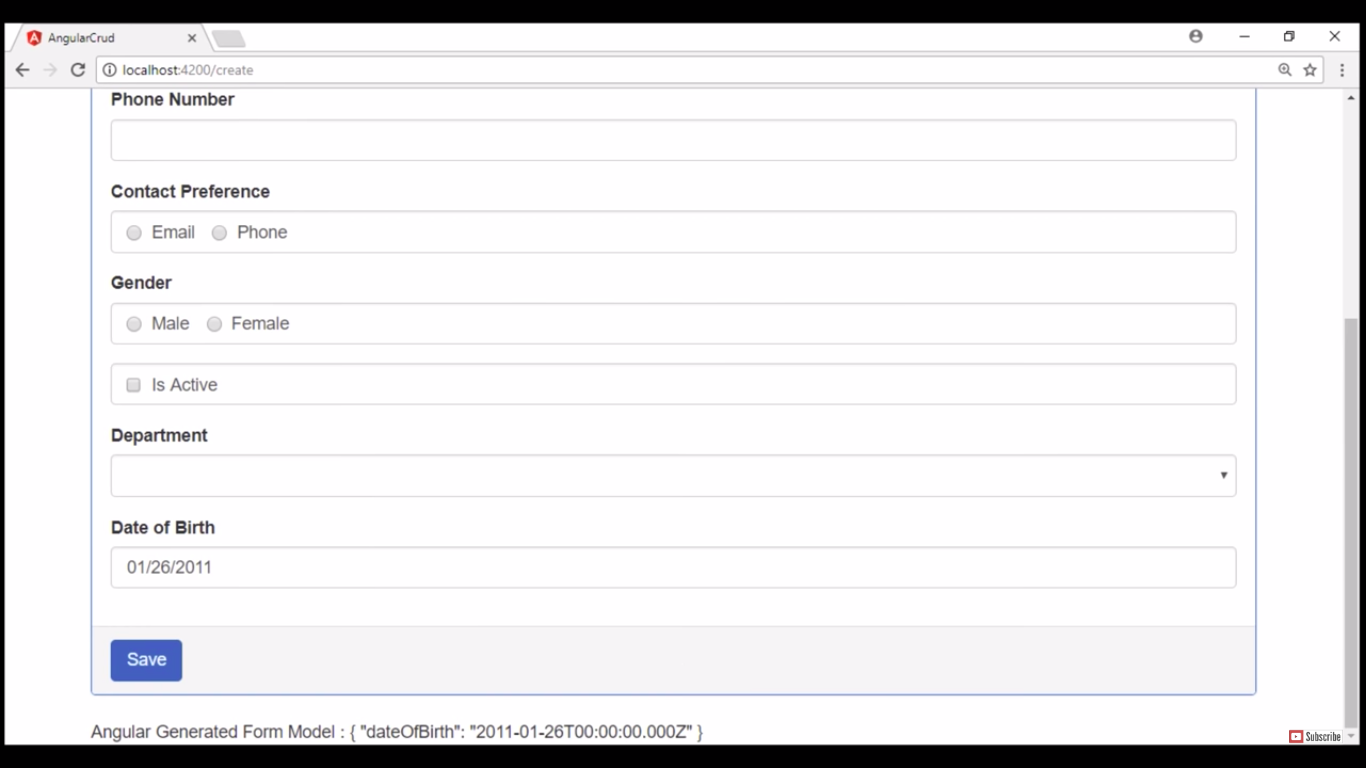 AngularCrud
localhost:4200/create
Phone Number
Contact Preference
Email Phone
Gender
Male Female
Is Active
Department
Date of Birth
01/26/2011
Save
Angular Generated Form Model : { "dateOfBirth": "2011-01-26T00:00:00.000Z" }
Subscribe